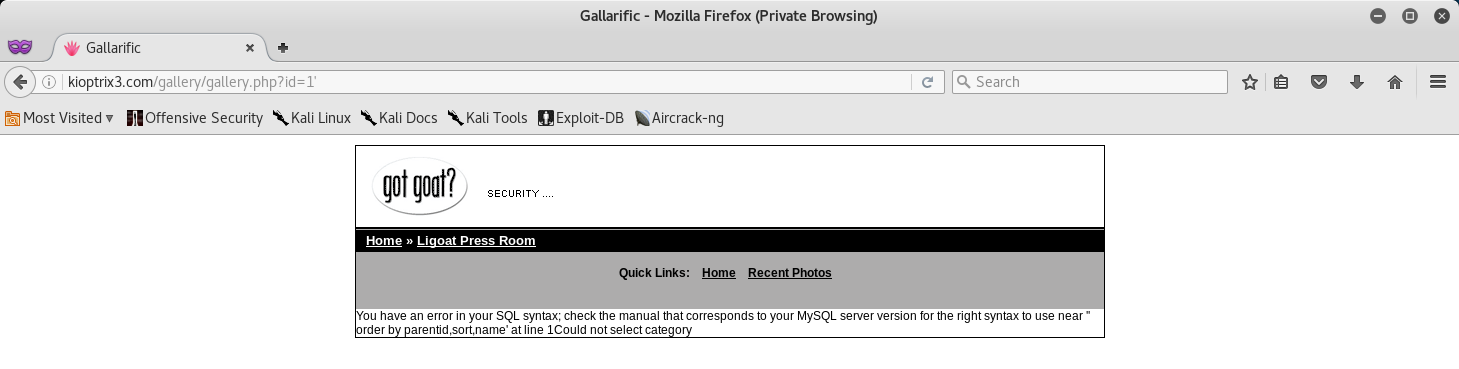 Gallarific - Mozilla Firefox (Private Browsing)
Gallarific
kioptrix3.com/gallery/gallery.php?id=1'
Search
Most Visited Offensive Security Kali Linux Kali Docs Kali Tools Exploit-DB Aircrack-ng
got goat?
SECURITY ....
Home » Ligoat Press Room
Quick Links: Home Recent Photos
You have an error in your SQL syntax; check the manual that corresponds to your MySQL server version for the right syntax to use near ''
order by parentid,sort,name' at line 1Could not select category